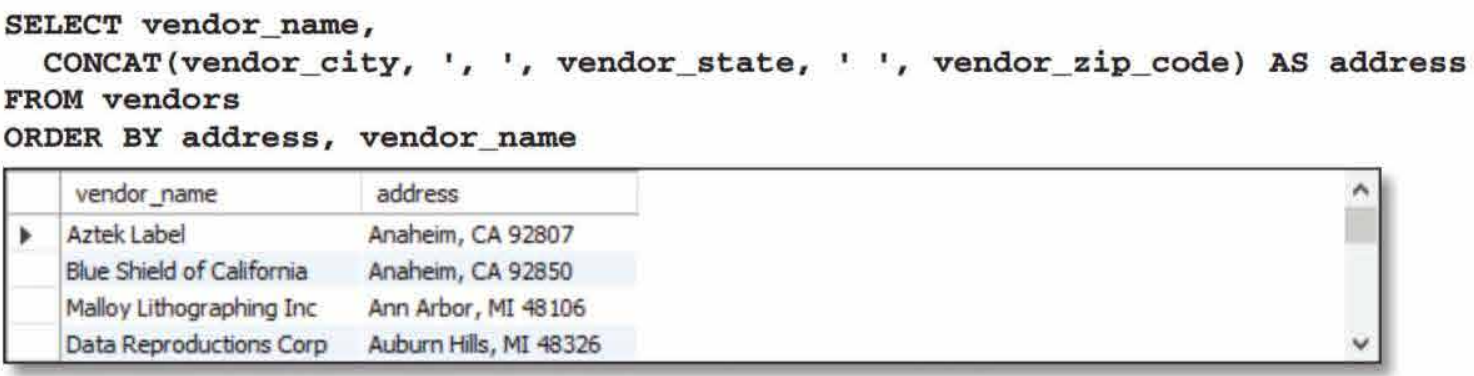 SELECT vendor_name,
CONCAT(vendor_city, ', ', vendor_state, ' ', vendor_zip_code) AS address
FROM vendors
ORDER BY address, vendor_name
vendor_name address
Aztek Label Anaheim, CA 92807
Blue Shield of California Anaheim, CA 92850
Malloy Lithographing Inc Ann Arbor, MI 48106
Data Reproductions Corp Auburn Hills, MI 48326